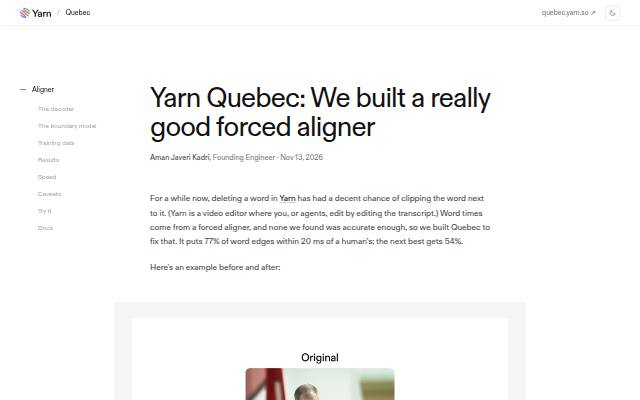 Yarn / Quebec
quebec.yarn.so ↗
Aligner
The decoder
The boundary model
Training data
Results
Speed
Caveats
Try it
Docs
Yarn Quebec: We built a really
good forced aligner
Aman Javeri Kadri, Founding Engineer · Nov 13, 2026
For a while now, deleting a word in Yarn has had a decent chance of clipping the word next
to it. (Yarn is a video editor where you, or agents, edit by editing the transcript.) Word times
come from a forced aligner, and none we found was accurate enough, so we built Quebec to
fix that. It puts 77% of word edges within 20 ms of a human's; the next best gets 54%.
Here's an example before and after:
Original